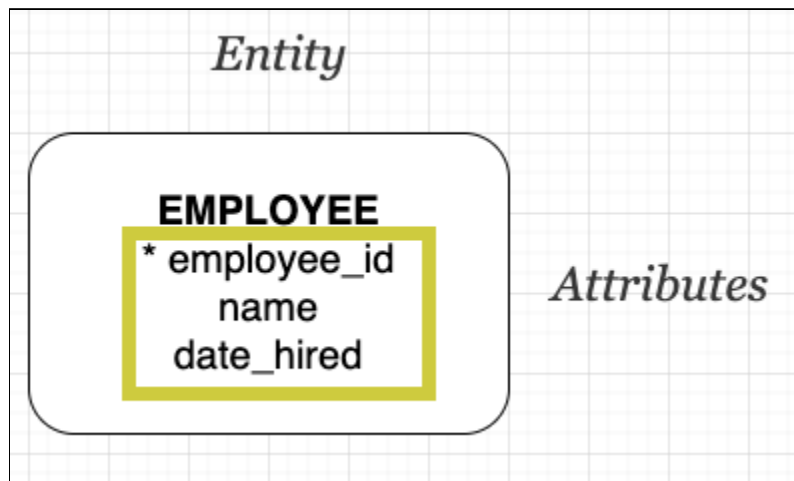 Entity
EMPLOYEE
* employee_id
name
date_hired
Attributes